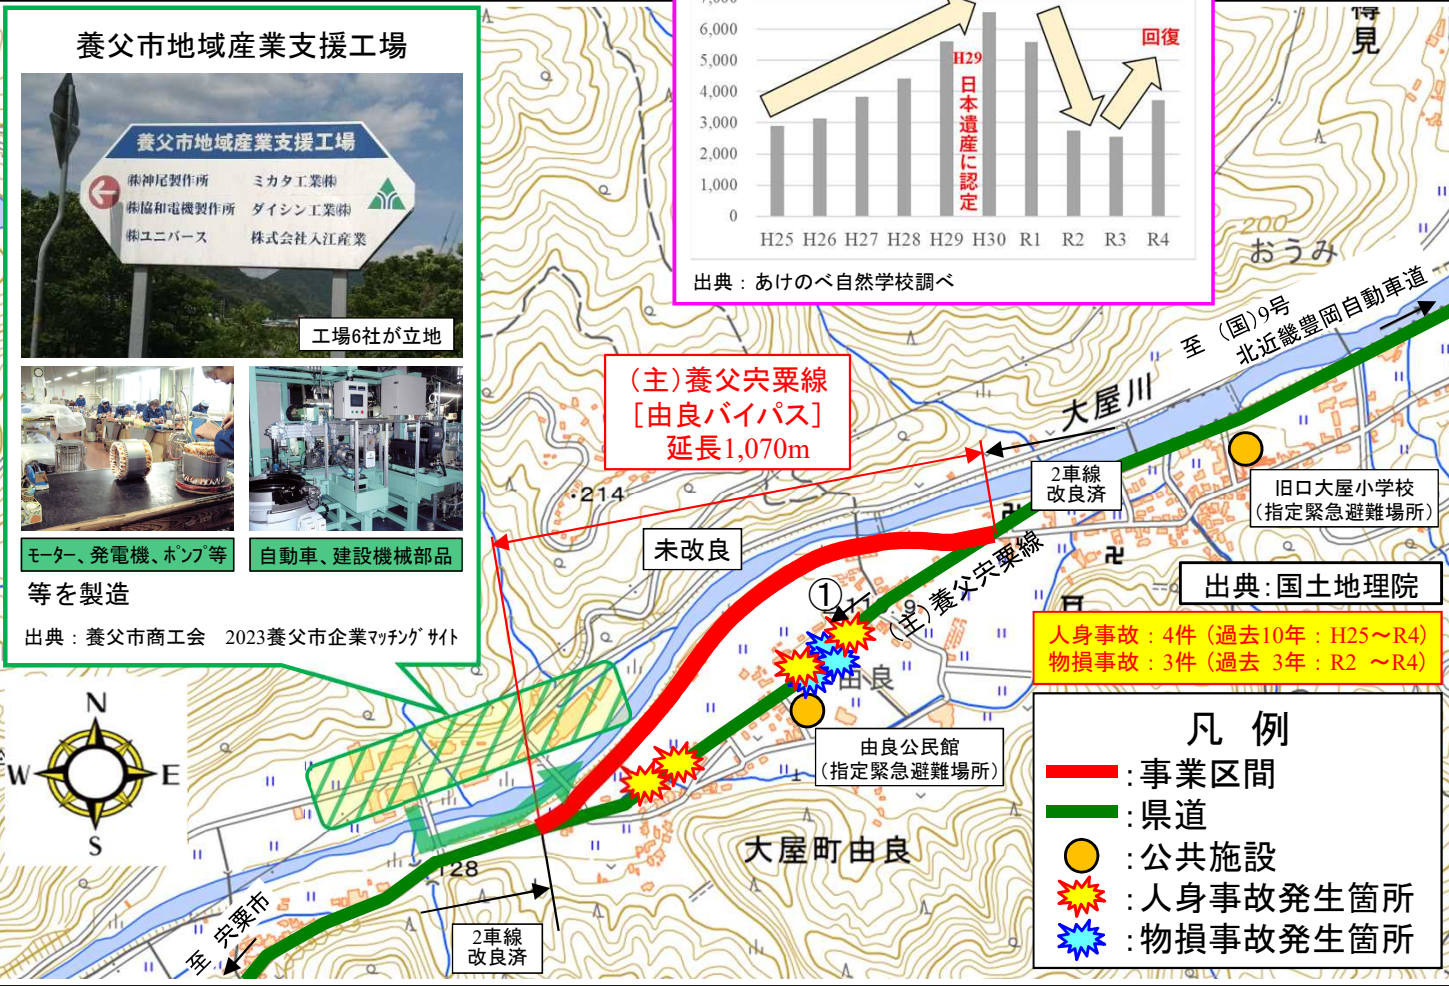 養父市地域産業支援工場
養父市地域産業支援工場
㈱神尾製作所 ミカタ工業㈱
㈱協和電機製作所 ダイシン工業㈱
㈱ユニバース 株式会社入江産業
工場6社が立地
モーター、発電機、ポンプ等
自動車、建設機械部品
等を製造
出典：養父市商工会 2023養父市企業マッチングサイト
7,000
6,000
5,000
4,000
3,000
2,000
1,000
0
H29
日本遺産に認定
回復
H25 H26 H27 H28 H29 H30 R1 R2 R3 R4
出典：あけのべ自然学校調べ
樽見
200
おうみ
至 (国)9号
北近畿豊岡自動車道
大屋川
(主)養父宍粟線
[由良バイパス]
延長1,070m
2車線
改良済
旧口大屋小学校
(指定緊急避難場所)
214
未改良
①
(主)養父宍粟線
出典：国土地理院
人身事故：4件（過去10年：H25～R4）
物損事故：3件（過去 3年：R2 ～R4）
由良
由良公民館
(指定緊急避難場所)
大屋町由良
128
2車線
改良済
至 宍粟市
N
W
E
S
凡 例
：事業区間
：県道
：公共施設
：人身事故発生箇所
：物損事故発生箇所